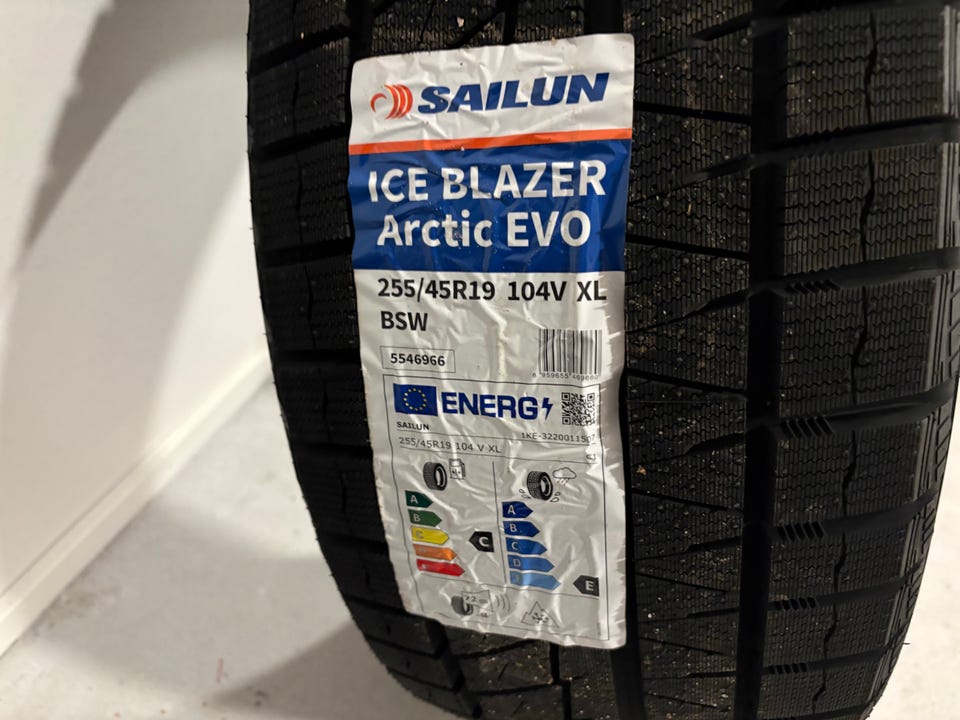 SAILUN
ICE BLAZER
Arctic EVO
255/45R19 104V XL
BSW
5546966
ENERG
SAILUN
255/45R19 104 V XL
A
B
C
C
A
B
C
D
E